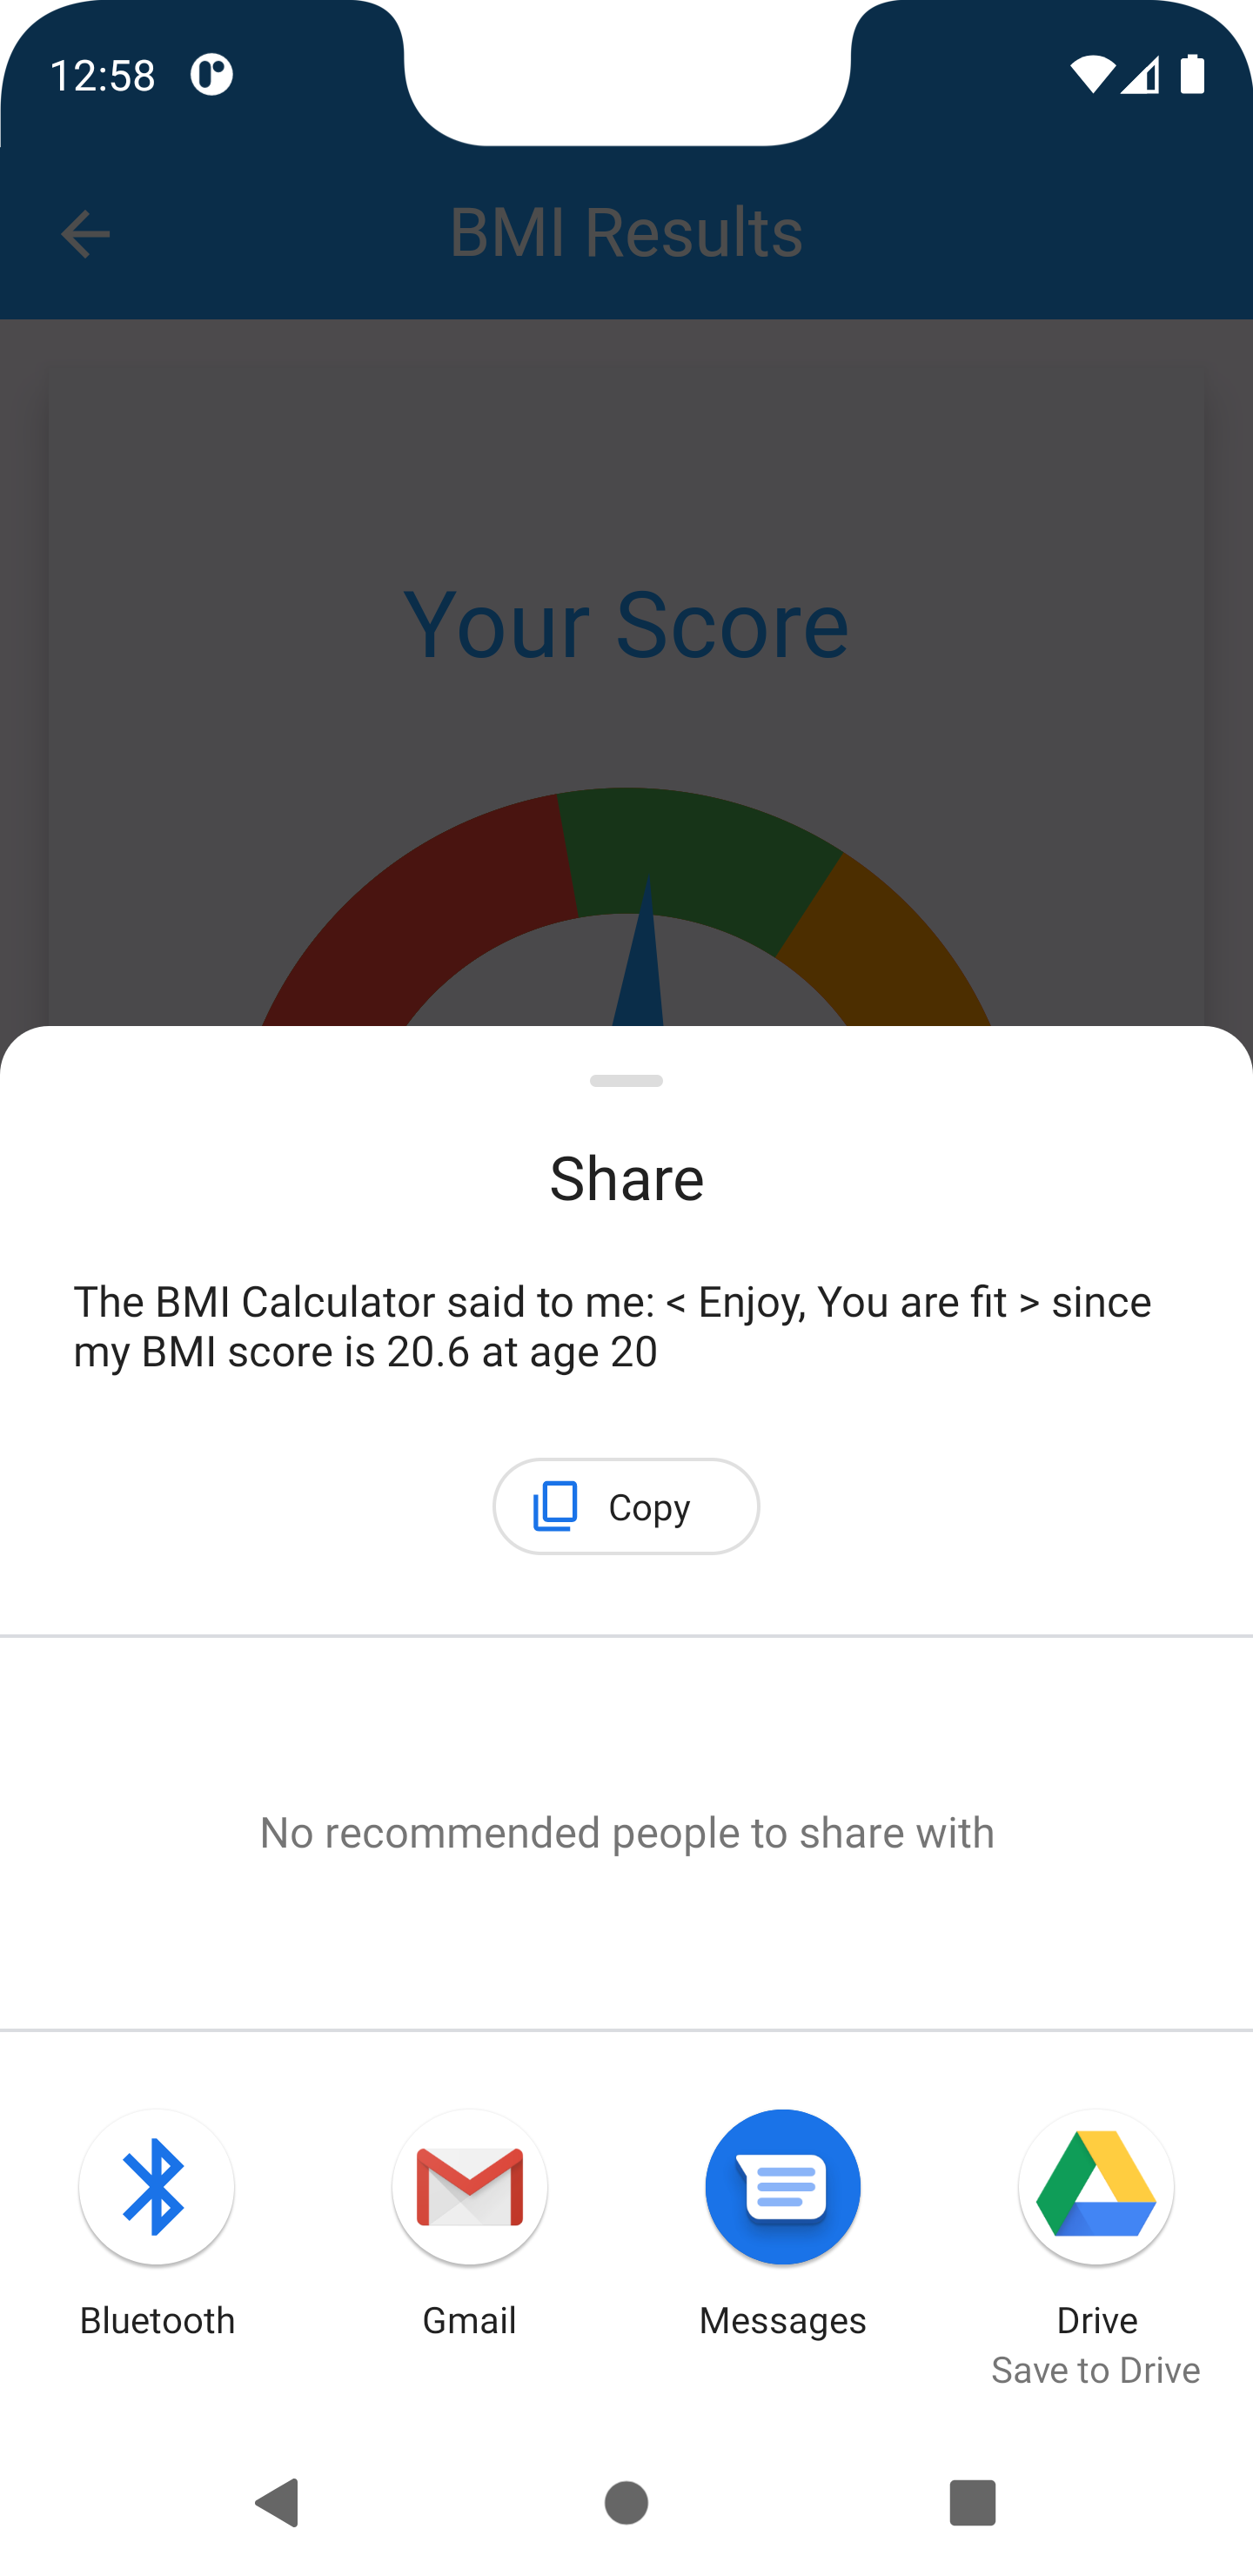 12:58
BMI Results
Your Score
Share
The BMI Calculator said to me: < Enjoy, You are fit > since
my BMI score is 20.6 at age 20
Copy
No recommended people to share with
Bluetooth
Gmail
Messages
Drive
Save to Drive